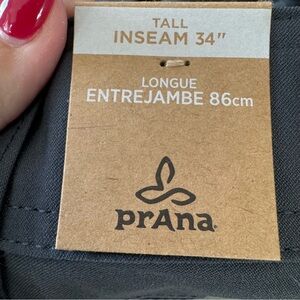 TALL
INSEAM 34"
LONGUE
ENTREJAMBE 86cm
prAna